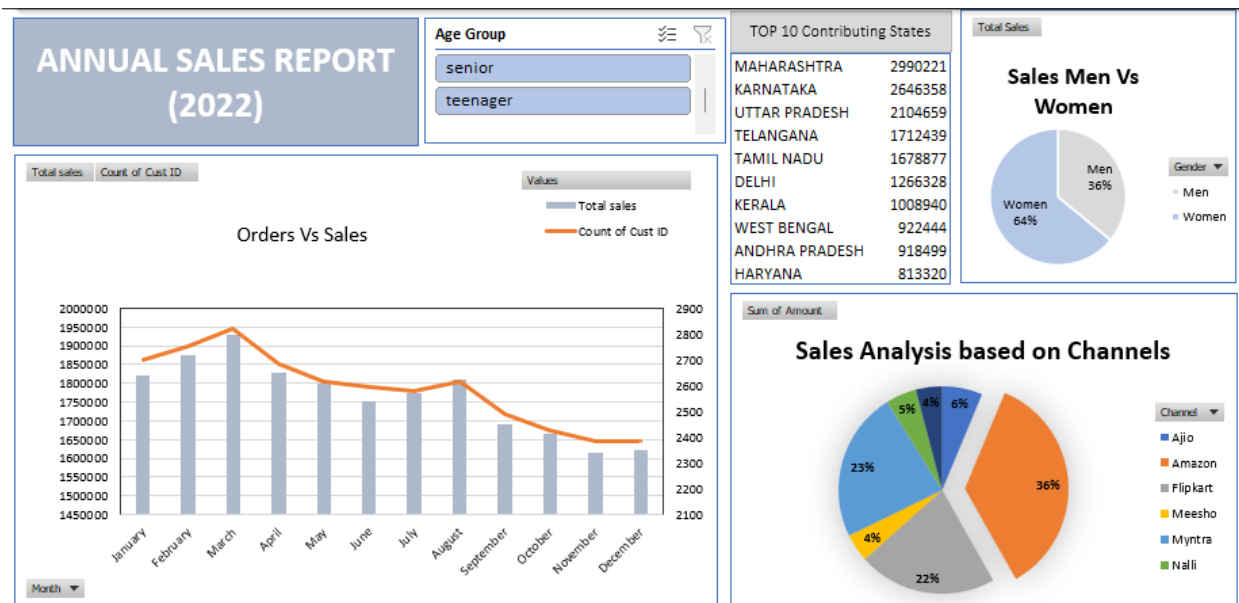 ANNUAL SALES REPORT
(2022)
Age Group
senior
teenager
TOP 10 Contributing States
MAHARASHTRA 2990221
KARNATAKA 2646358
UTTAR PRADESH 2104659
TELANGANA 1712439
TAMIL NADU 1678877
DELHI 1266328
KERALA 1008940
WEST BENGAL 922444
ANDHRA PRADESH 918499
HARYANA 813320
Total Sales
Sales Men Vs
Women
Men
36%
Women
64%
Gender
Men
Women
Total sales Count of Cust ID
Values
Total sales
Count of Cust ID
Orders Vs Sales
2000000
1950000
1900000
1850000
1800000
1750000
1700000
1650000
1600000
1550000
1500000
1450000
2900
2800
2700
2600
2500
2400
2300
2200
2100
January
February
March
April
May
June
July
August
September
October
November
December
Month
Sum of Amount
Sales Analysis based on Channels
6%
36%
22%
4%
23%
5%
4%
Channel
Ajio
Amazon
Flipkart
Meesho
Myntra
Nalli